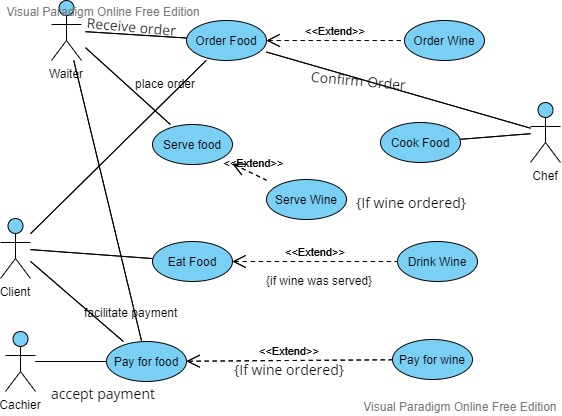 Visual Paradigm Online Free Edition
Receive order
<<Extend>>
Order Food
Order Wine
Waiter
place order
Confirm Order
Serve food
Cook Food
<<Extend>>
Chef
Serve Wine
{If wine ordered}
<<Extend>>
Eat Food
Drink Wine
{if wine was served}
Client
facilitate payment
<<Extend>>
Pay for food
Pay for wine
{If wine ordered}
Cachier
accept payment
Visual Paradigm Online Free Edition